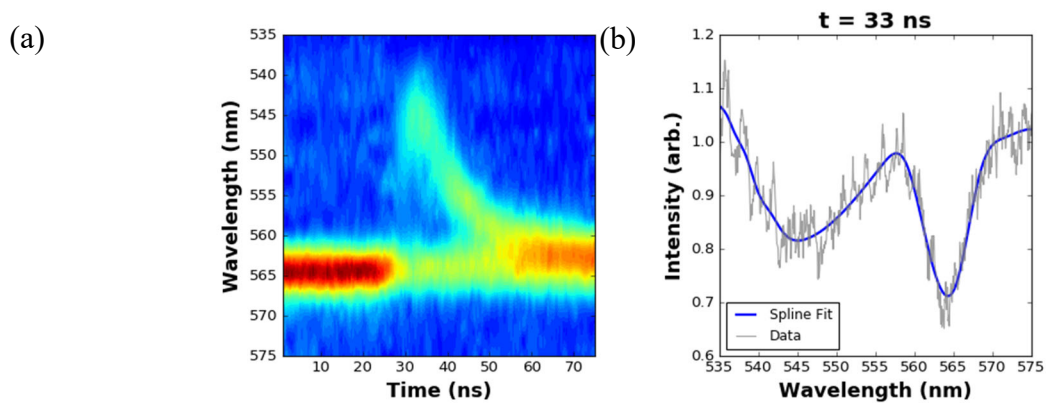 (a)
535
540
545
550
555
560
565
570
575
Wavelength (nm)
10 20 30 40 50 60 70
Time (ns)
(b)
t = 33 ns
1.2
1.1
1.0
0.9
0.8
0.7
0.6
Intensity (arb.)
Spline Fit
Data
535 540 545 550 555 560 565 570 575
Wavelength (nm)